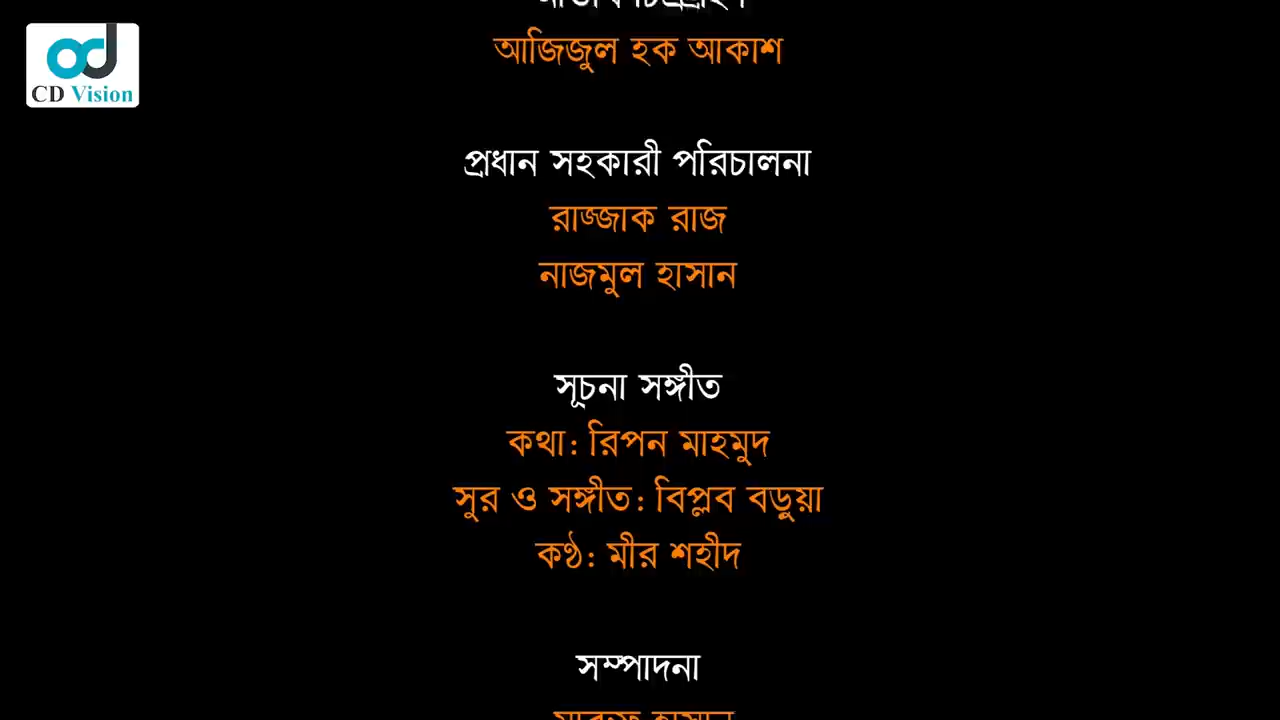 CD Vision
আজিজুল হক আকাশ
প্রধান সহকারী পরিচালনা
রাজ্জাক রাজ
নাজমুল হাসান
সূচনা সঙ্গীত
কথা: রিপন মাহমুদ
সুর ও সঙ্গীত: বিপ্লব বড়ুয়া
কণ্ঠ: মীর শহীদ
সম্পাদনা